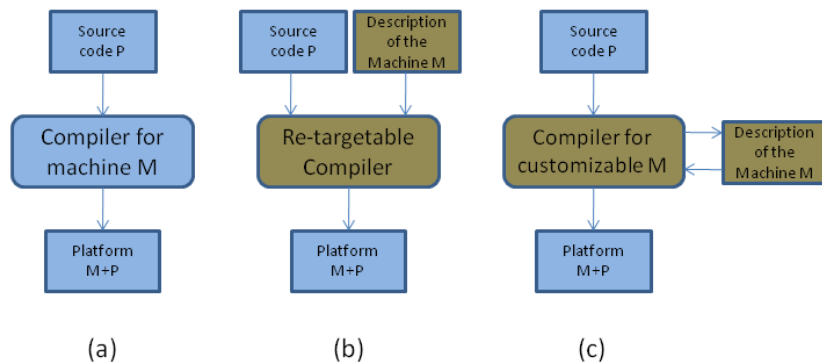 Source
code P
Compiler for
machine M
Platform
M+P
(a)
Source
code P
Description
of the
Machine M
Re-targetable
Compiler
Platform
M+P
(b)
Source
code P
Compiler for
customizable M
Description
of the
Machine M
Platform
M+P
(c)